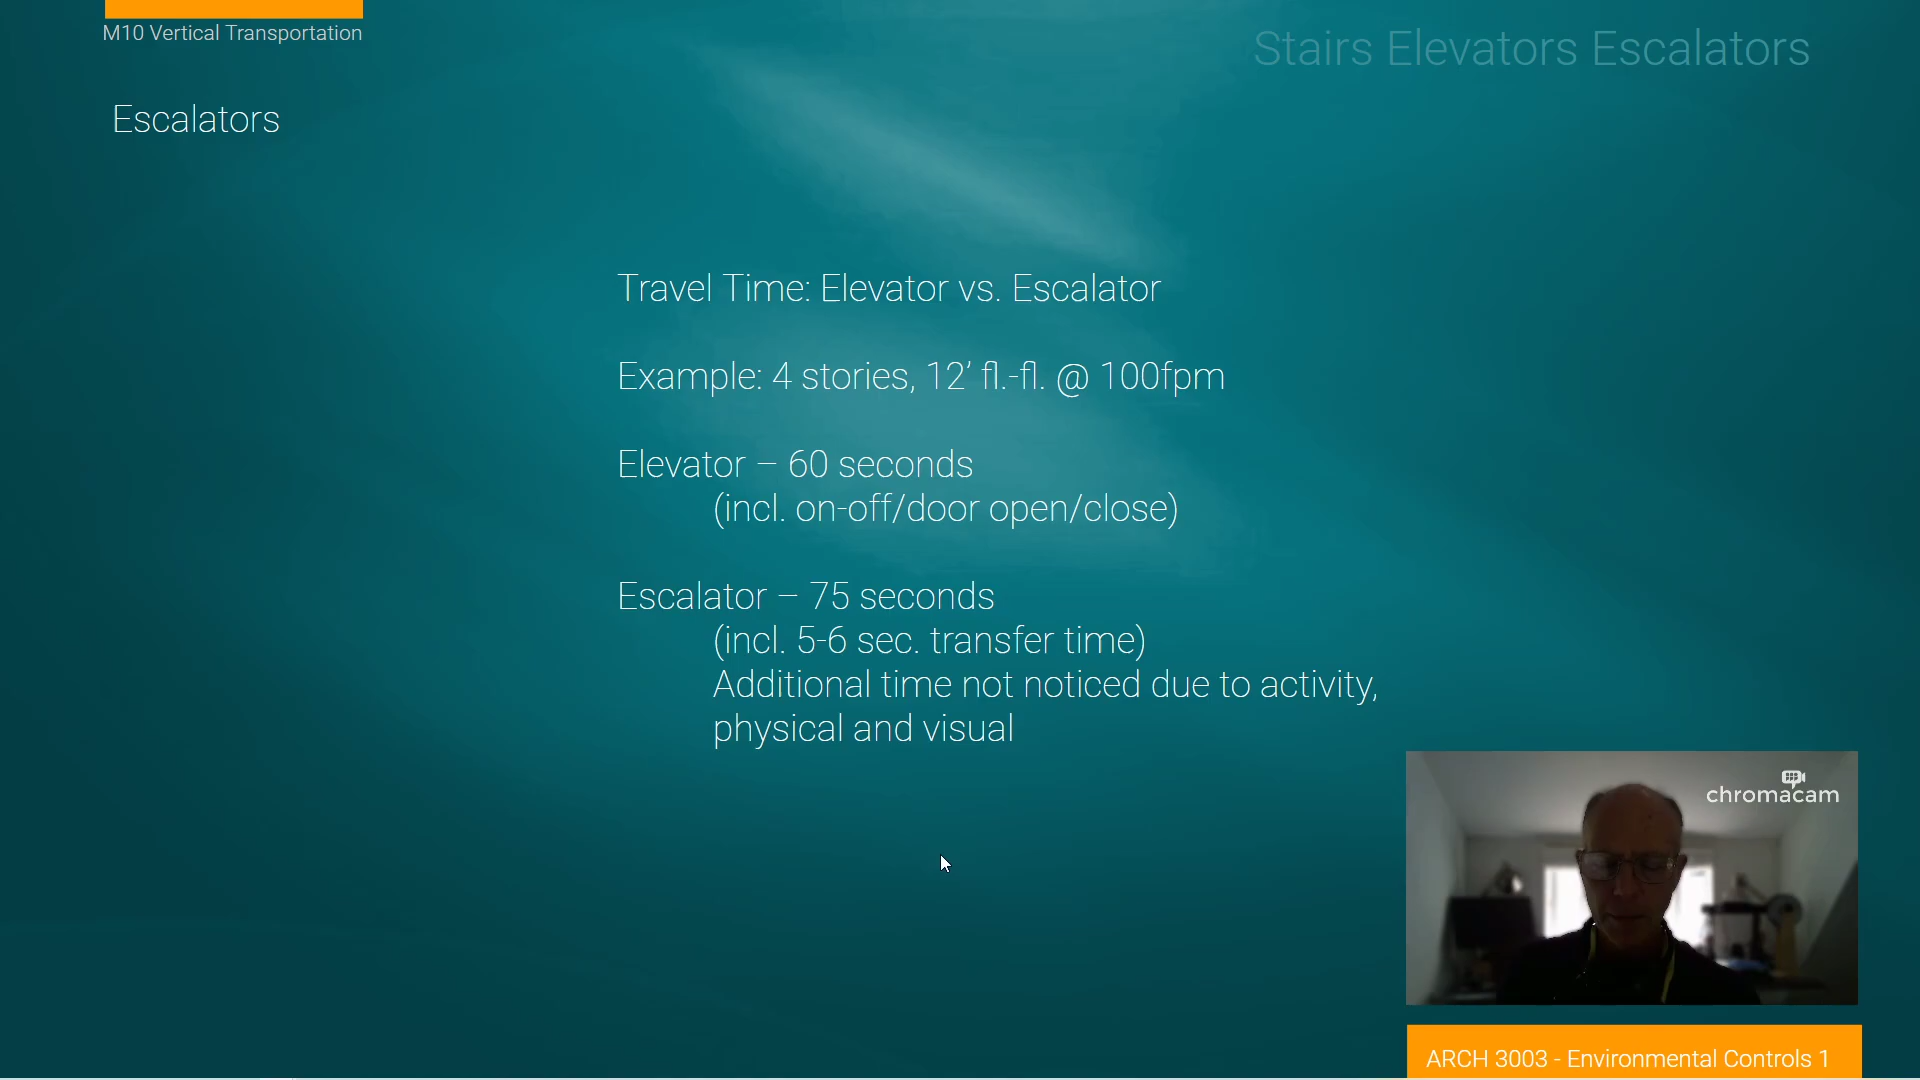 M10 Vertical Transportation
Stairs Elevators Escalators
Escalators
Travel Time: Elevator vs. Escalator
Example: 4 stories, 12’ fl.-fl. @ 100fpm
Elevator – 60 seconds
(incl. on-off/door open/close)
Escalator – 75 seconds
(incl. 5-6 sec. transfer time)
Additional time not noticed due to activity,
physical and visual
chromacam
ARCH 3003 - Environmental Controls 1